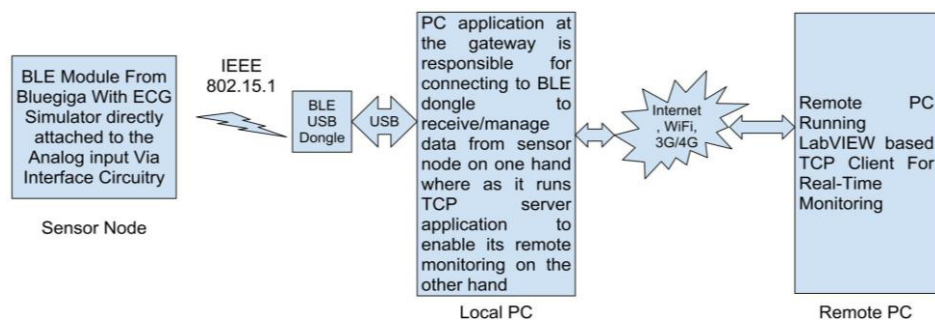 BLE Module From
Bluegiga With ECG
Simulator directly
attached to the
Analog input Via
Interface Circuitry
Sensor Node
IEEE
802.15.1
BLE
USB
Dongle
USB
PC application at
the gateway is
responsible for
connecting to BLE
dongle to
receive/manage
data from sensor
node on one hand
where as it runs
TCP server
application to
enable its remote
monitoring on the
other hand
Local PC
Internet
, WiFi,
3G/4G
Remote PC
Running
LabVIEW based
TCP Client For
Real-Time
Monitoring
Remote PC